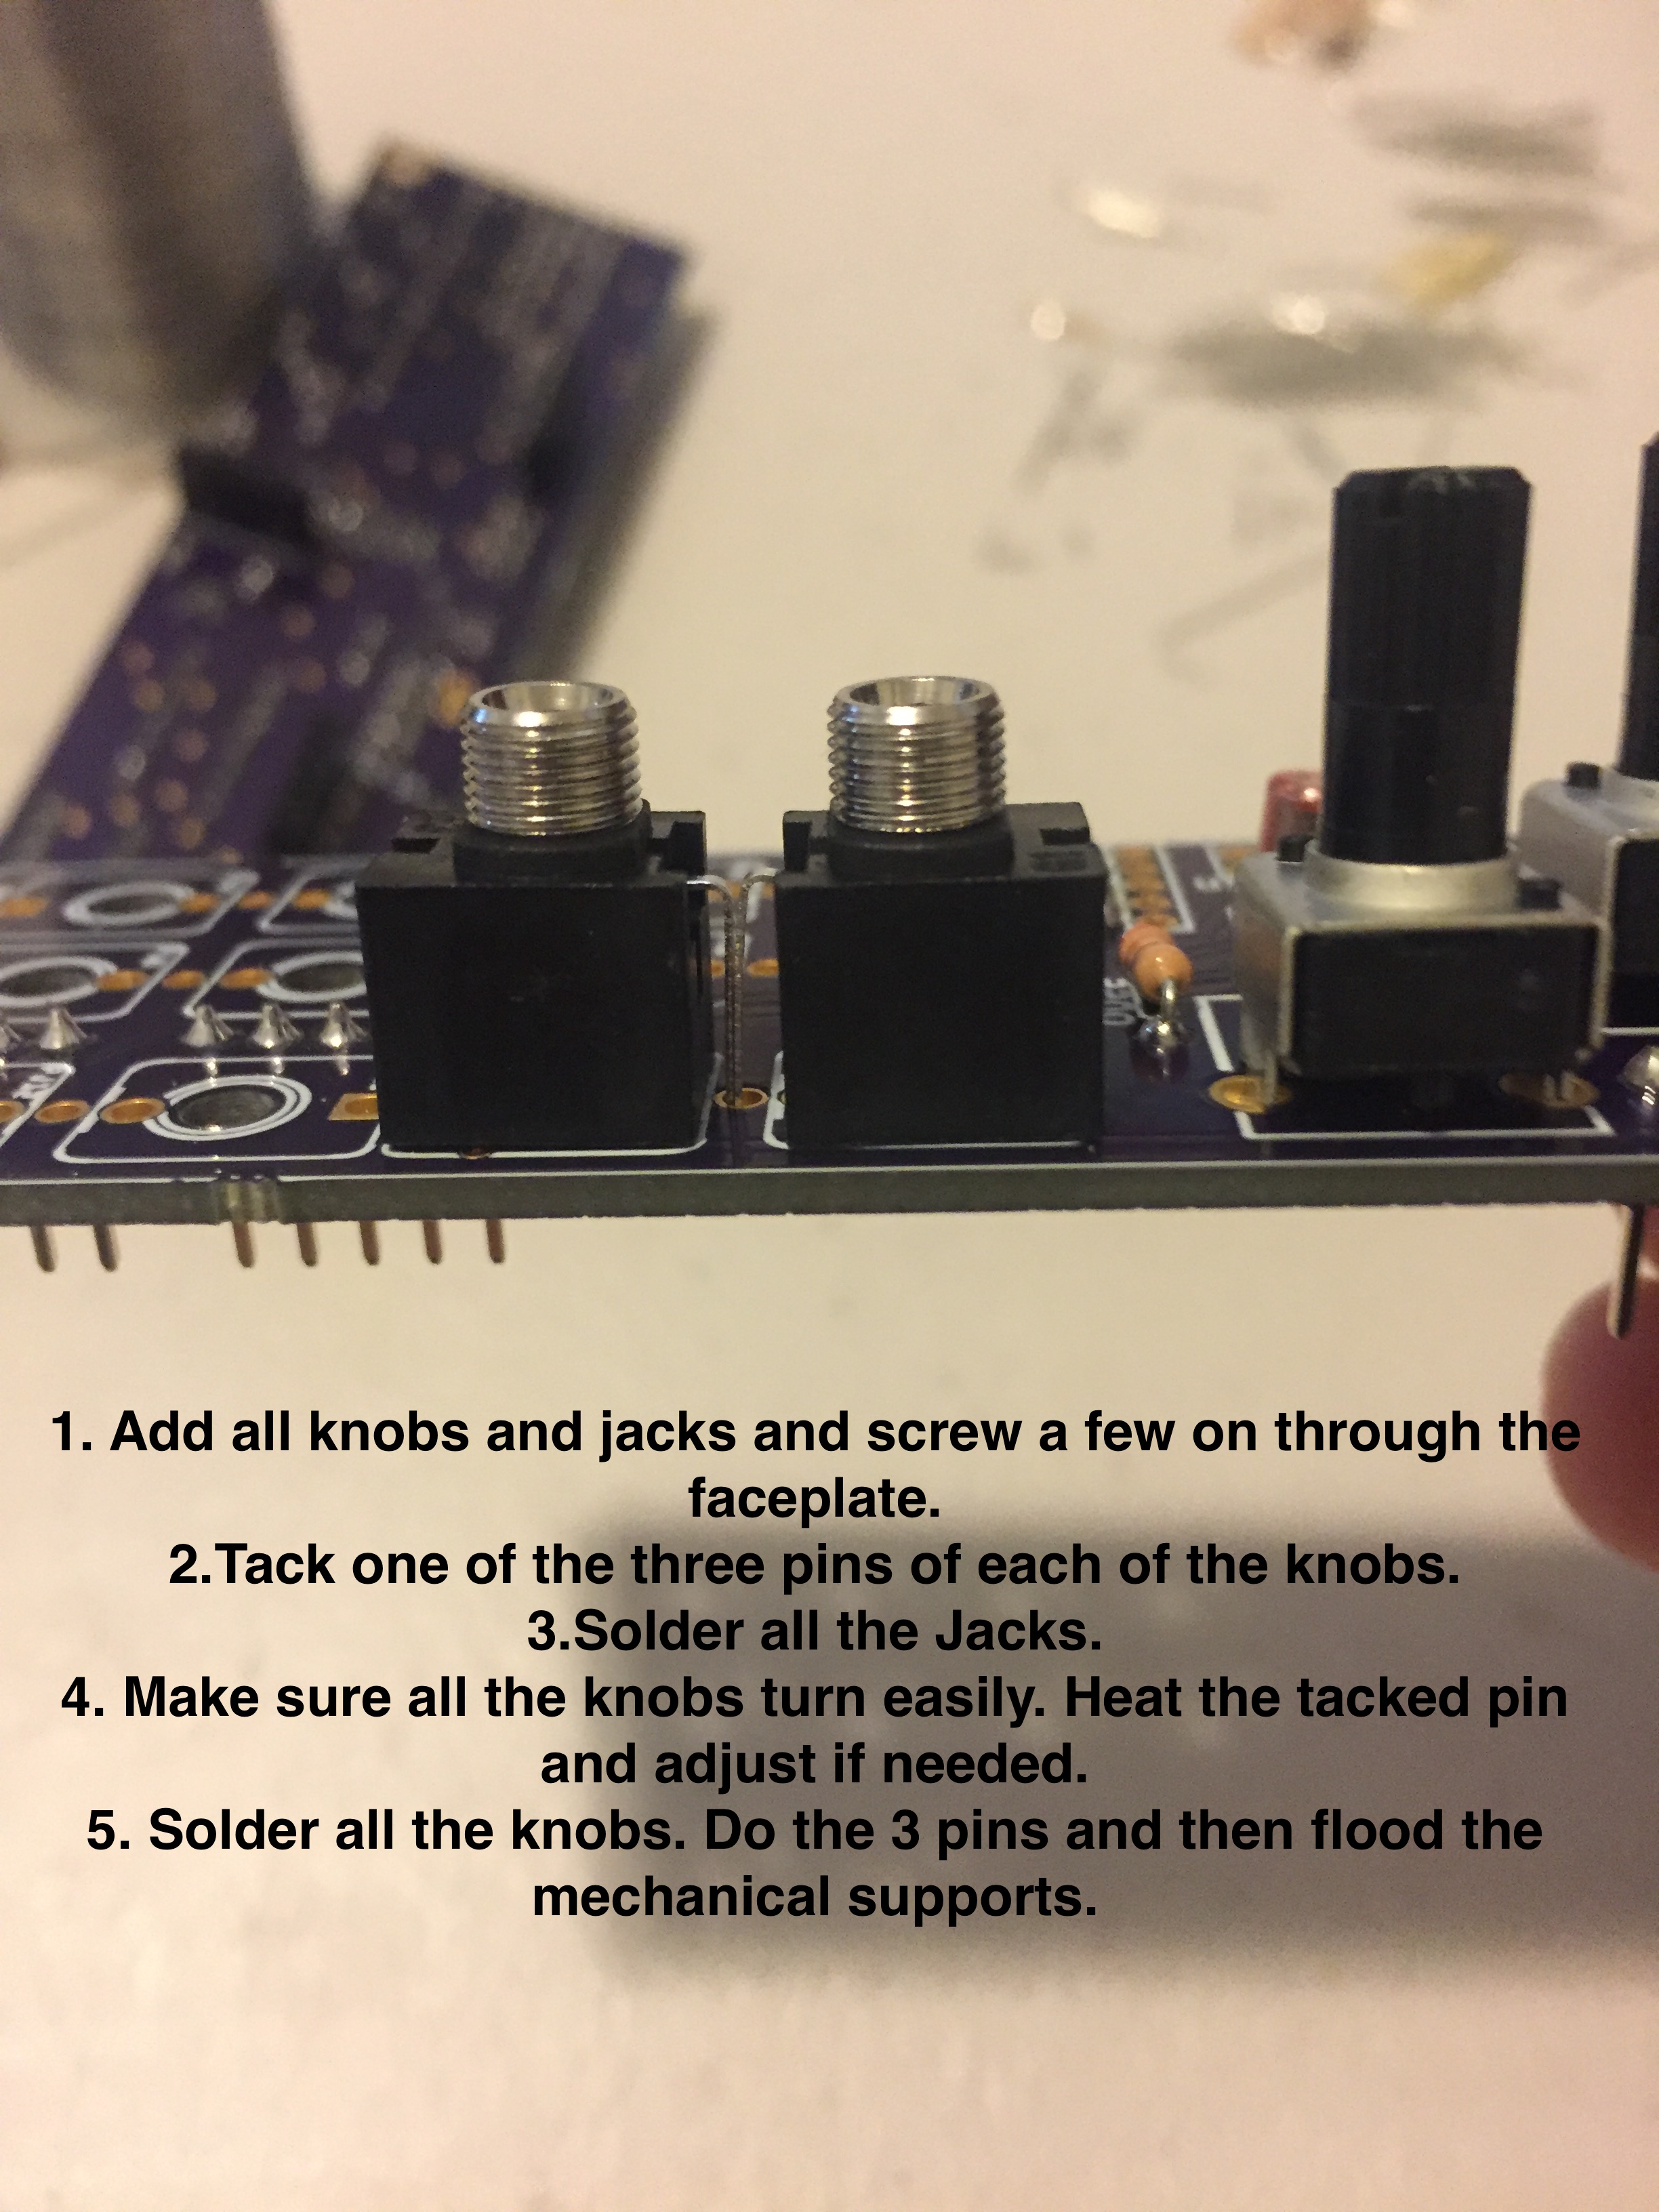 1. Add all knobs and jacks and screw a few on through the
faceplate.
2.Tack one of the three pins of each of the knobs.
3.Solder all the Jacks.
4. Make sure all the knobs turn easily. Heat the tacked pin
and adjust if needed.
5. Solder all the knobs. Do the 3 pins and then flood the
mechanical supports.